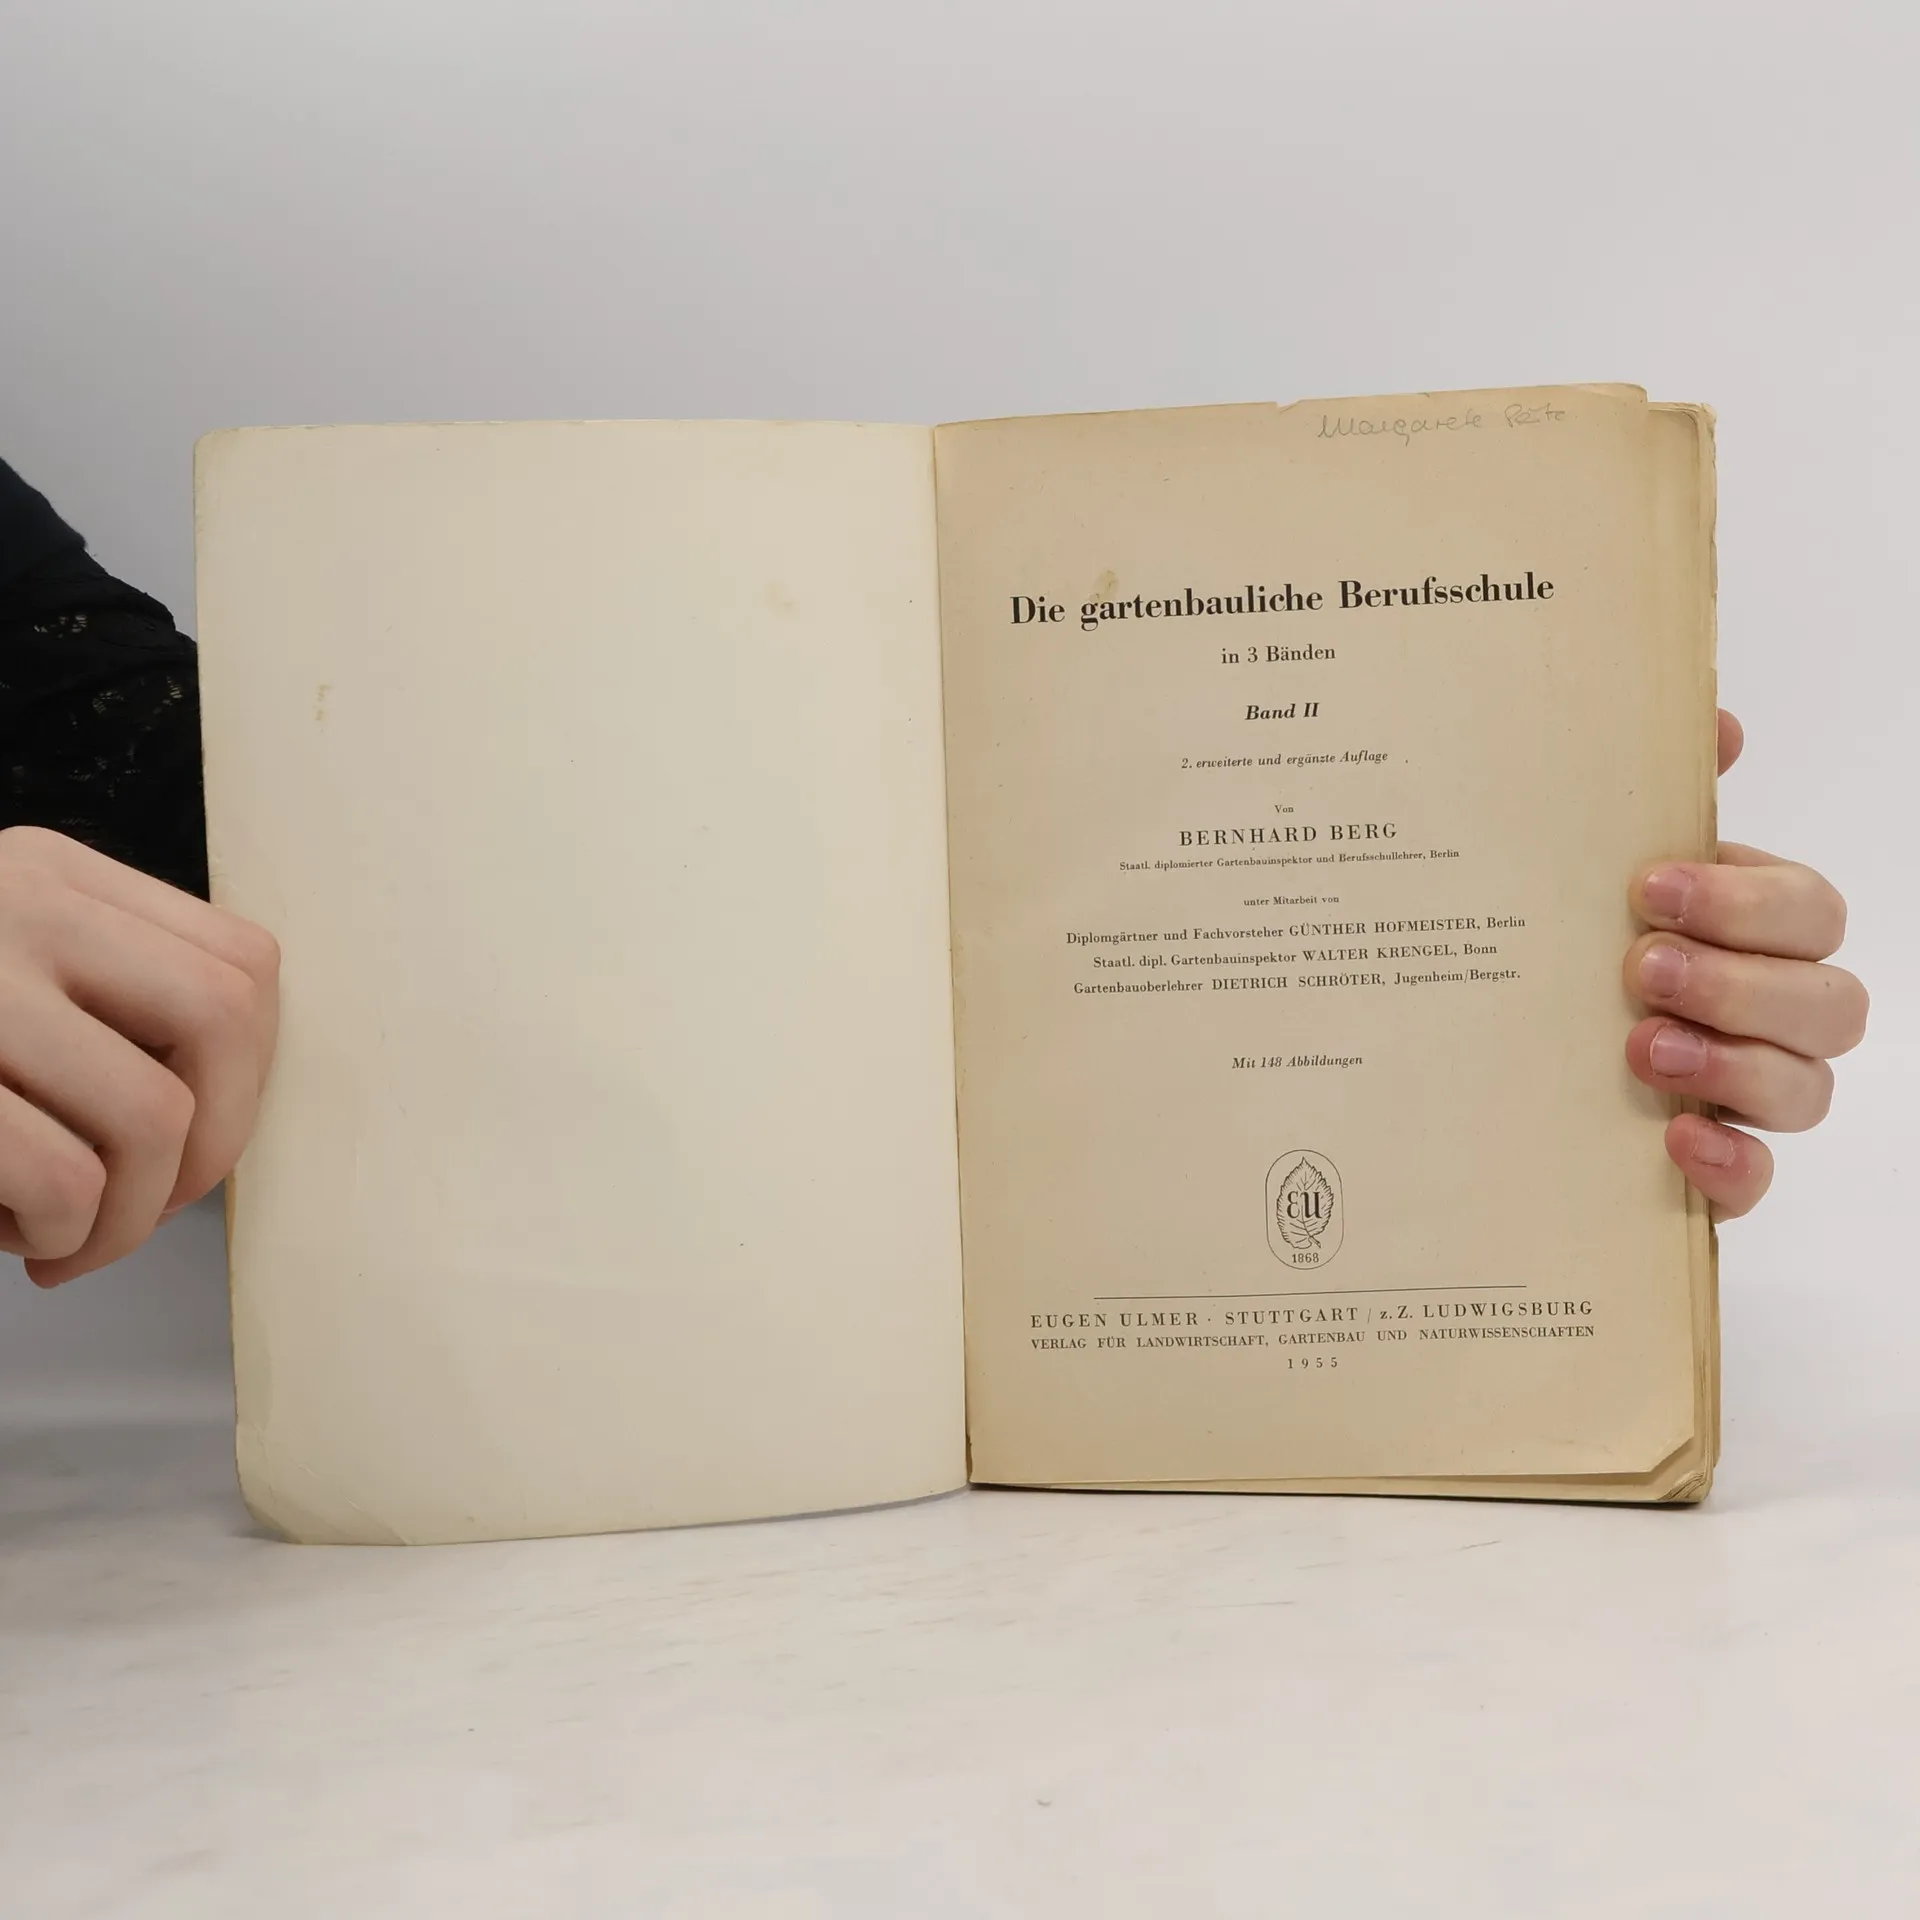 Margarete
Die gartenbauliche Berufsschule
in 3 Bänden
Band II
2. erweiterte und ergänzte Auflage
Von
BERNHARD BERG
Staatl. diplomierter Gartenbauinspektor und Berufsschullehrer, Berlin
unter Mitarbeit von
Diplomgärtner und Fachvorsteher GÜNTHER HOFMEISTER, Berlin
Staatl. dipl. Gartenbauinspektor WALTER KRENGEL, Bonn
Gartenbauoberlehrer DIETRICH SCHRÖTER, Jugenheim/Bergstr.
Mit 148 Abbildungen
EU
1868
EUGEN ULMER · STUTTGART / z. Z. LUDWIGSBURG
VERLAG FÜR LANDWIRTSCHAFT, GARTENBAU UND NATURWISSENSCHAFTEN
1955